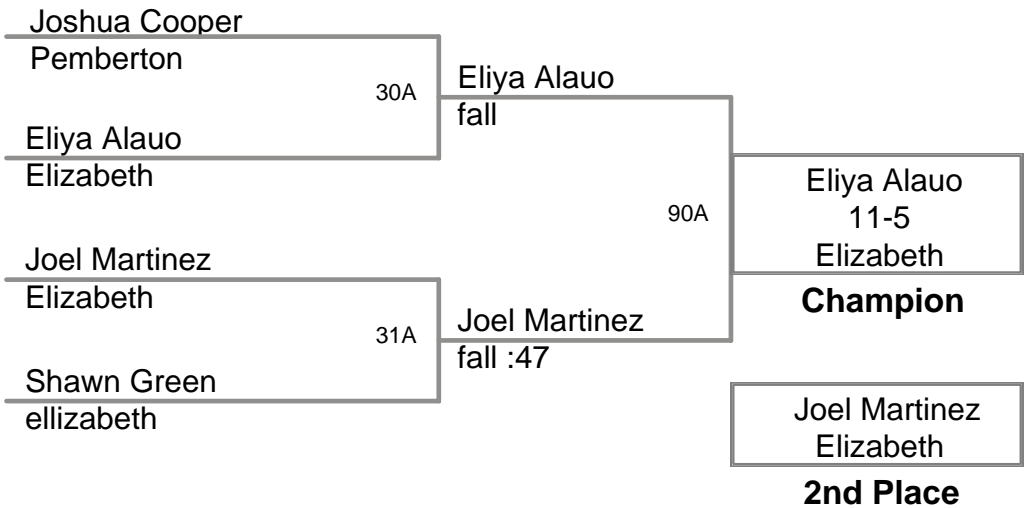 Joshua Cooper
Pemberton
30A
Eliya Alauo
fall
Eliya Alauo
Elizabeth
90A
Eliya Alauo
11-5
Elizabeth
Champion
Joel Martinez
Elizabeth
31A
Joel Martinez
fall :47
Shawn Green
ellizabeth
Joel Martinez
Elizabeth
2nd Place